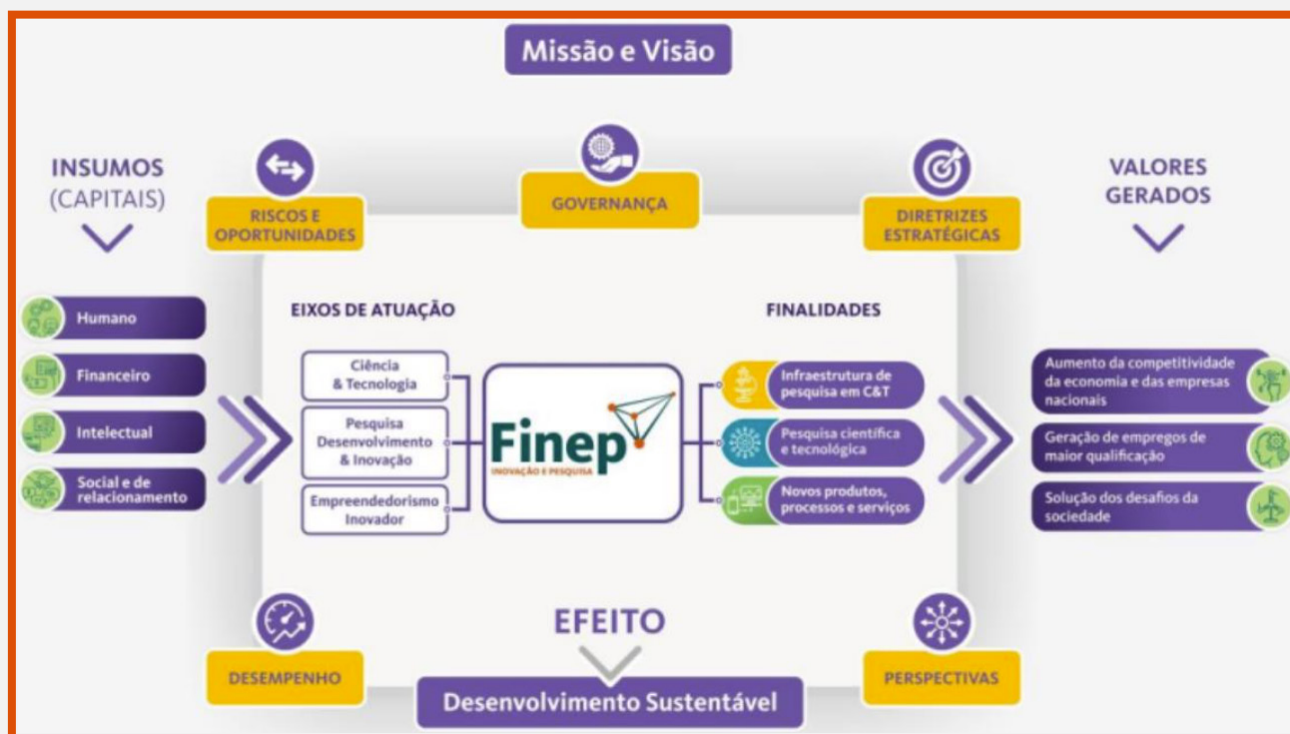 Missão e Visão
INSUMOS
(CAPITAIS)
RISCOS E
OPORTUNIDADES
GOVERNANÇA
DIRETRIZES
ESTRATÉGICAS
VALORES
GERADOS
Humano
Financeiro
Intelectual
Social e de
relacionamento
EIXOS DE ATUAÇÃO
Ciência
& Tecnologia
Pesquisa
Desenvolvimento
& Inovação
Empreendedorismo
Inovador
Finep
INOVAÇÃO E PESQUISA
FINALIDADES
Infraestrutura de
pesquisa em C&T
Pesquisa científica
e tecnológica
Novos produtos,
processos e serviços
Aumento da competitividade
da economia e das empresas
nacionais
Geração de empregos de
maior qualificação
Solução dos desafios da
sociedade
DESEMPENHO
EFEITO
Desenvolvimento Sustentável
PERSPECTIVAS